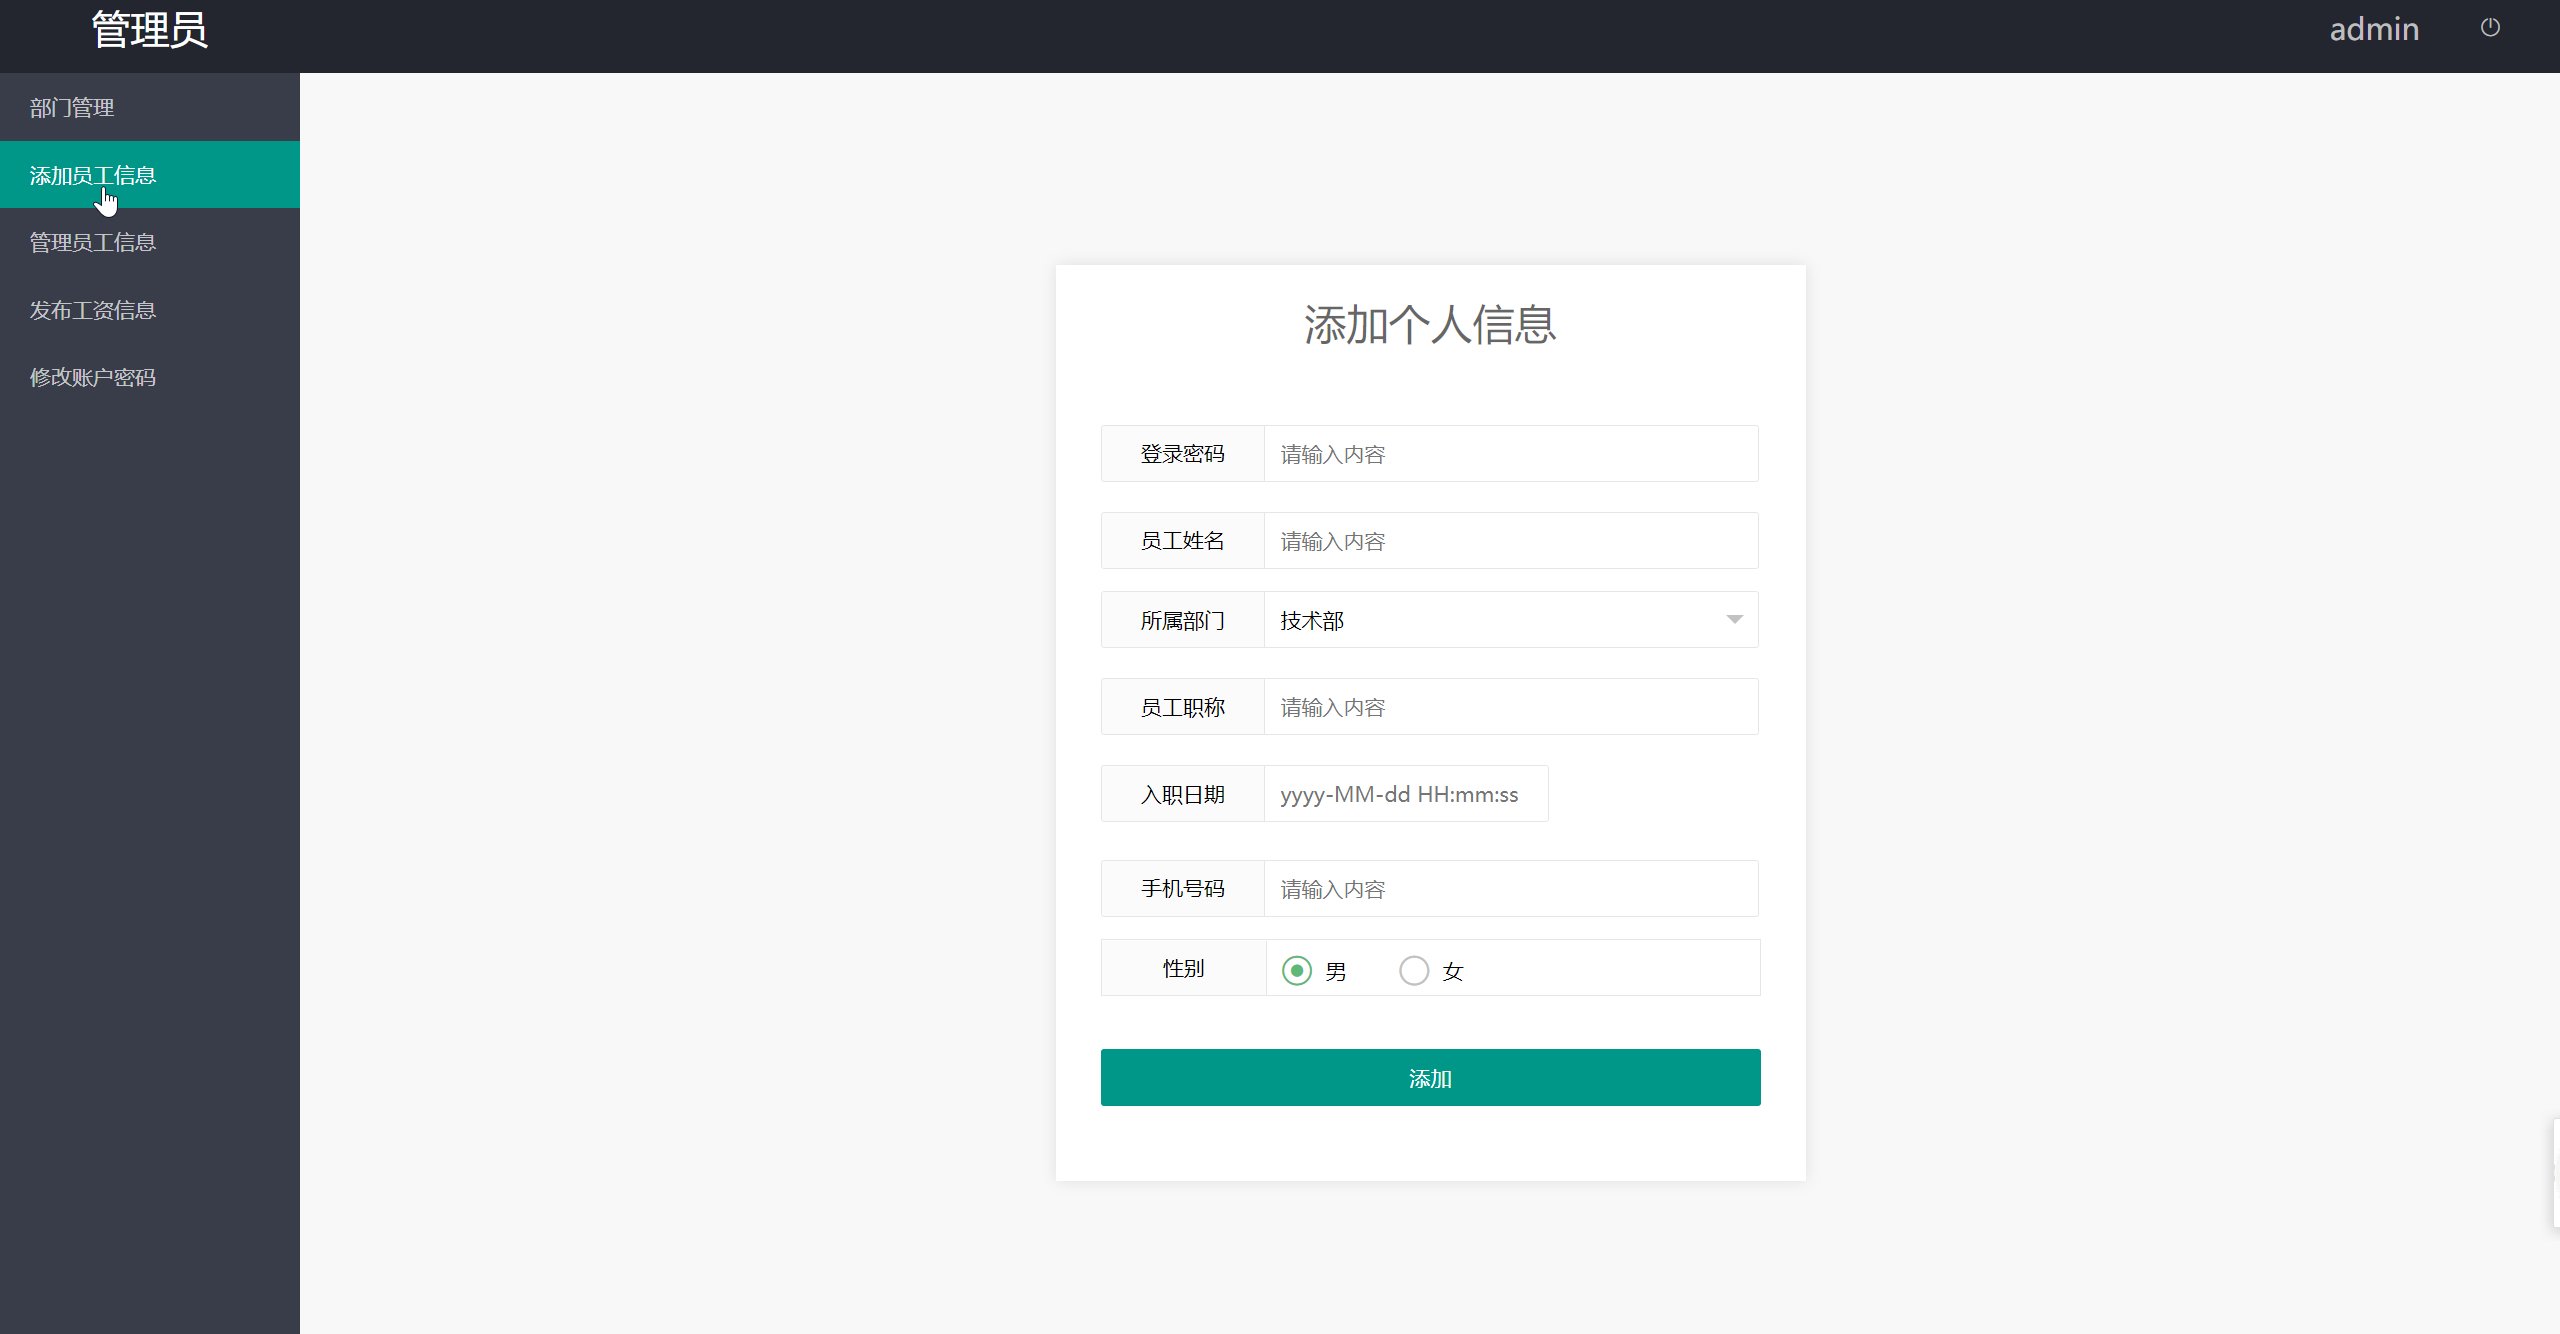 管理员
admin
部门管理
添加员工信息
管理员工信息
发布工资信息
修改账户密码
添加个人信息
登录密码 请输入内容
员工姓名 请输入内容
所属部门 技术部
员工职称 请输入内容
入职日期 yyyy-MM-dd HH:mm:ss
手机号码 请输入内容
性别 男 女
添加